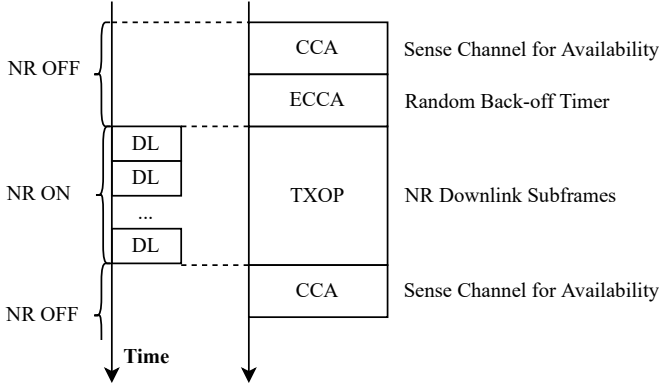 CCA Sense Channel for Availability
NR OFF
ECCA Random Back-off Timer
DL
DL
NR ON TXOP NR Downlink Subframes
...
DL
CCA Sense Channel for Availability
NR OFF
Time